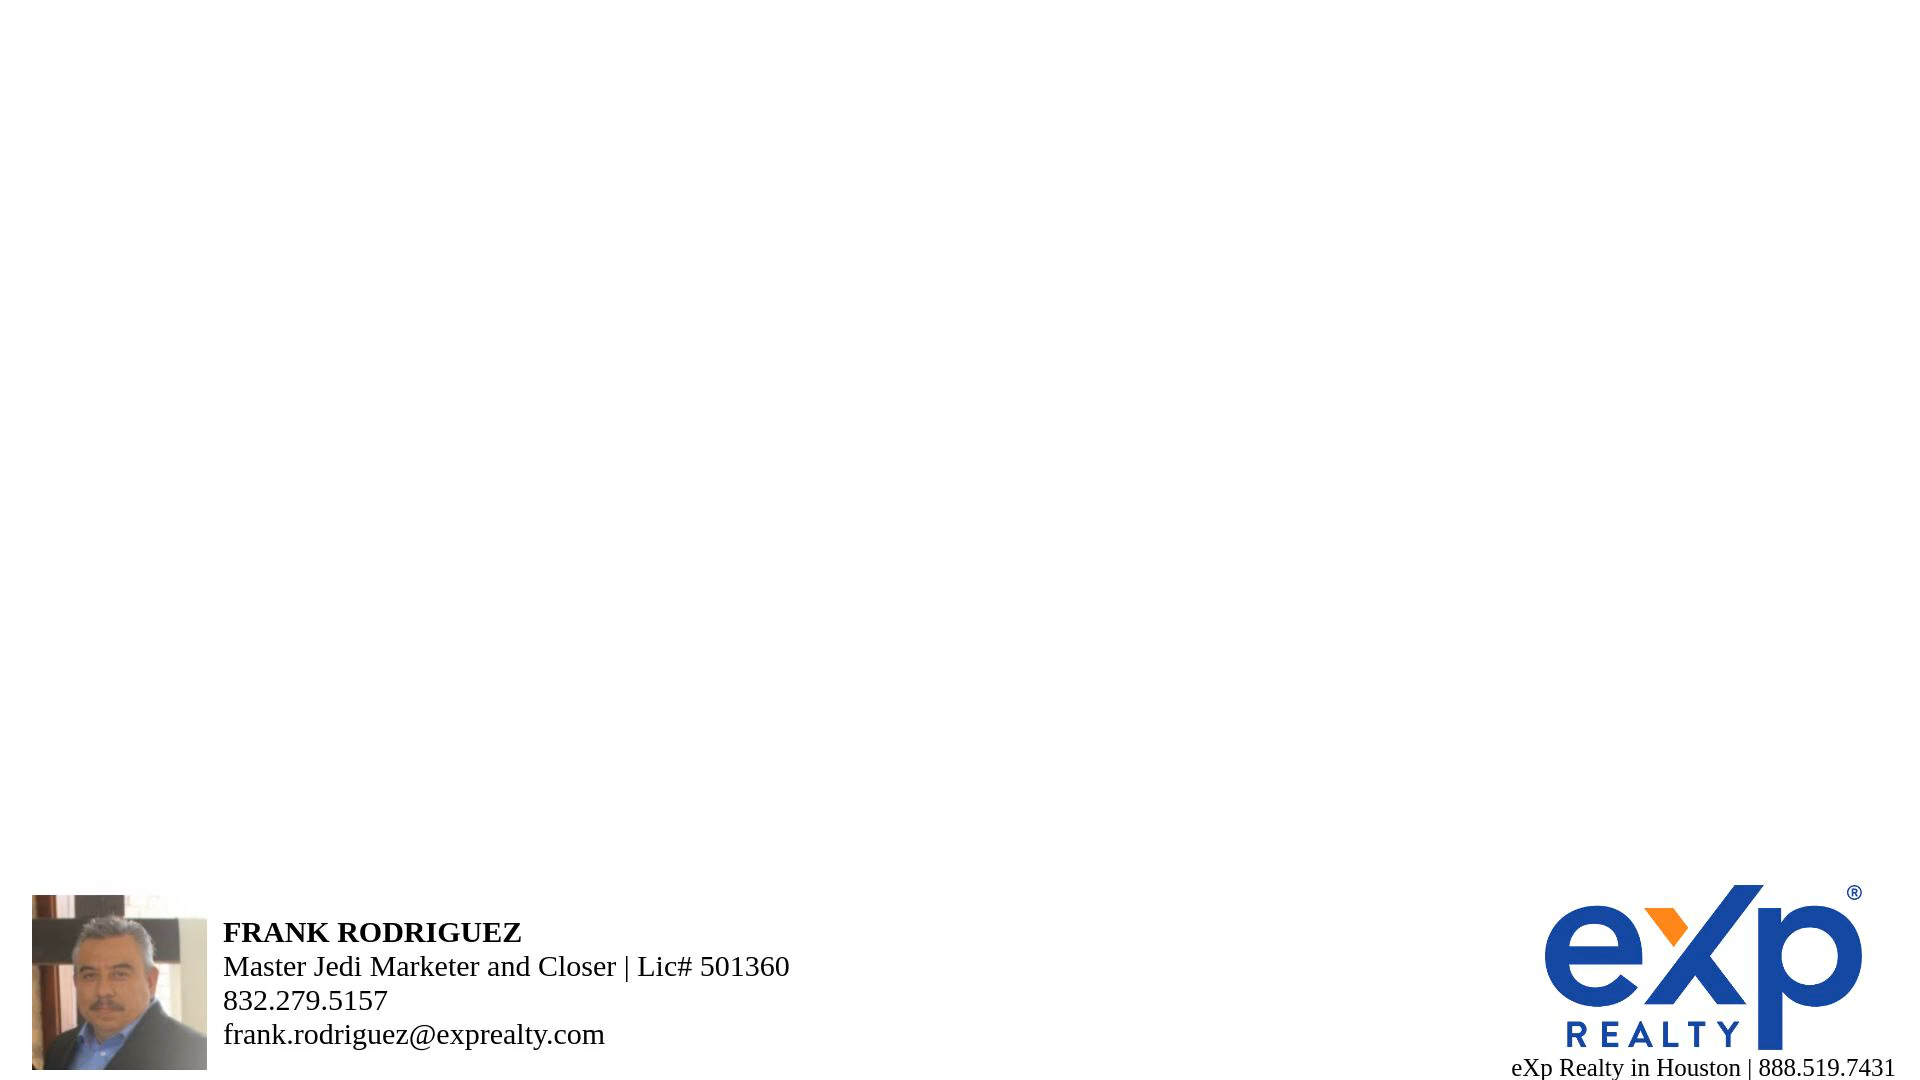 FRANK RODRIGUEZ
Master Jedi Marketer and Closer | Lic# 501360
832.279.5157
frank.rodriguez@exprealty.com
eXp®
REALTY
eXp Realty in Houston | 888.519.7431